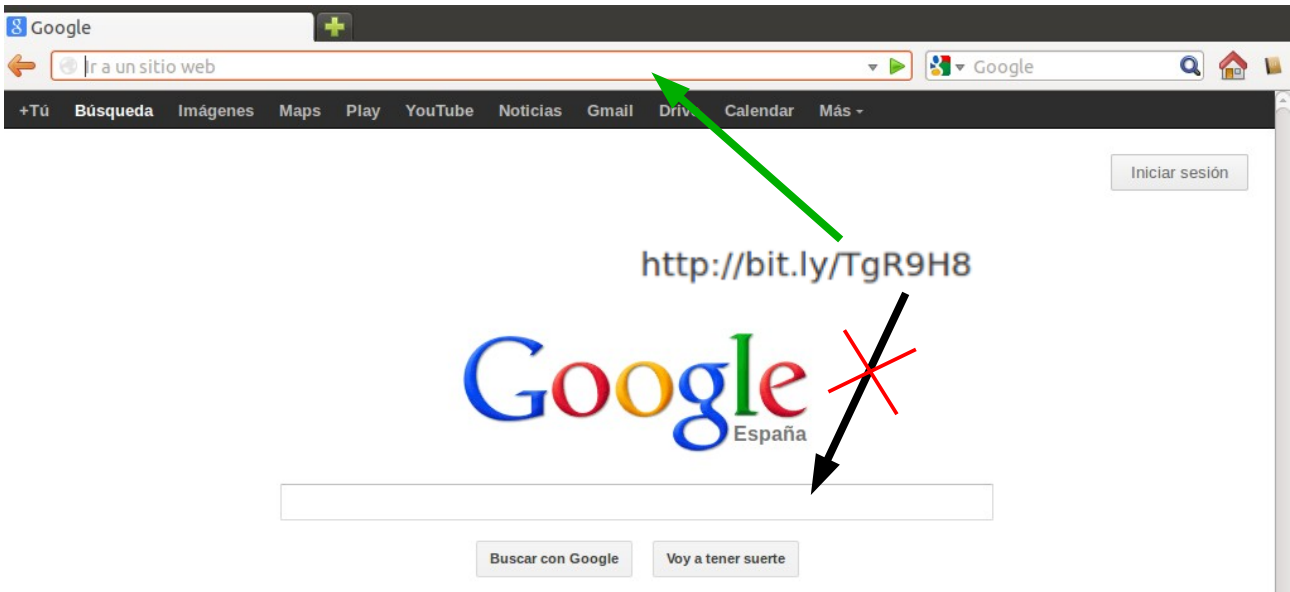 Google
Ir a un sitio web
Google
+Tú Búsqueda Imágenes Maps Play YouTube Noticias Gmail Drive Calendar Más
Iniciar sesión
http://bit.ly/TgR9H8
Google
España
Buscar con Google Voy a tener suerte